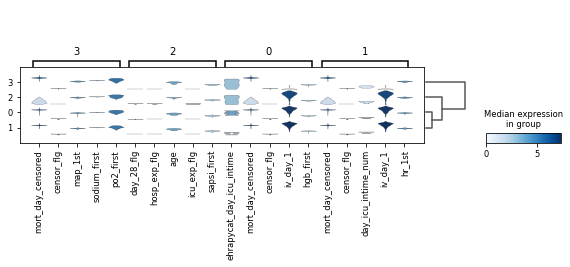 3 2 0 1
3
2
0
1
Median expression
in group
0 5
mort_day_censored
censor_flg
map_1st
sodium_first
po2_first
day_28_flg
hosp_exp_flg
age
icu_exp_flg
sapsi_first
ehrapycat_day_icu_intime
mort_day_censored
censor_flg
iv_day_1
hgb_first
mort_day_censored
censor_flg
day_icu_intime_num
iv_day_1
hr_1st